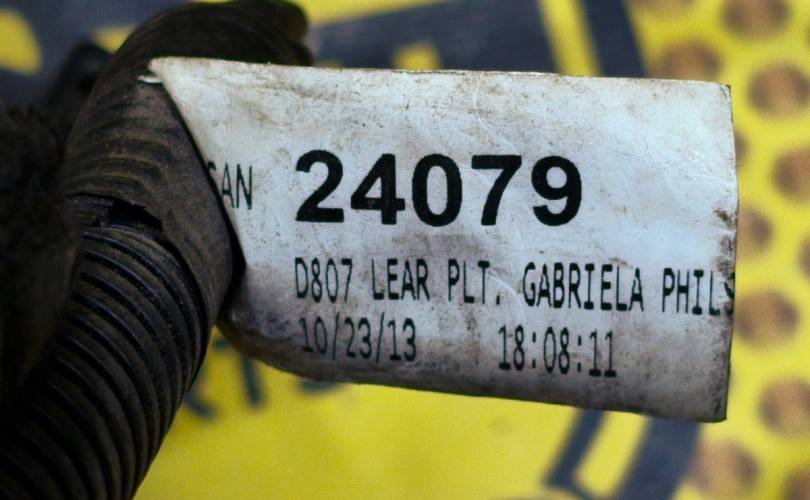 SAN 24079
D807 LEAR PLT. GABRIELA PHILS
10/23/13 18:08:11